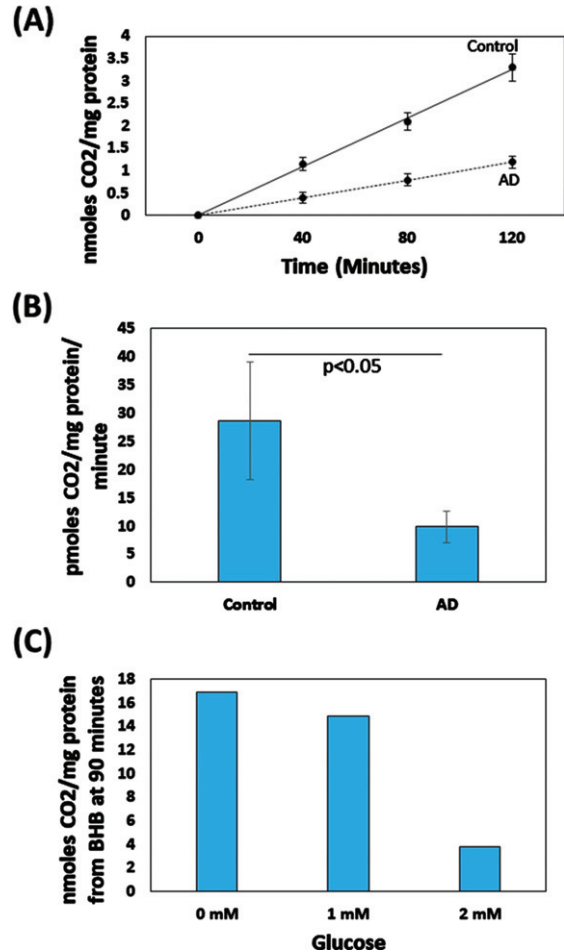 (A)
nmoles CO2/mg protein
4
3.5
3
2.5
2
1.5
1
0.5
0
Control
AD
0 40 80 120
Time (Minutes)
(B)
pmoles CO2/mg protein/
minute
45
40
35
30
25
20
15
10
5
0
p<0.05
Control AD
(C)
nmoles CO2/mg protein
from BHB at 90 minutes
18
16
14
12
10
8
6
4
2
0
0 mM 1 mM 2 mM
Glucose